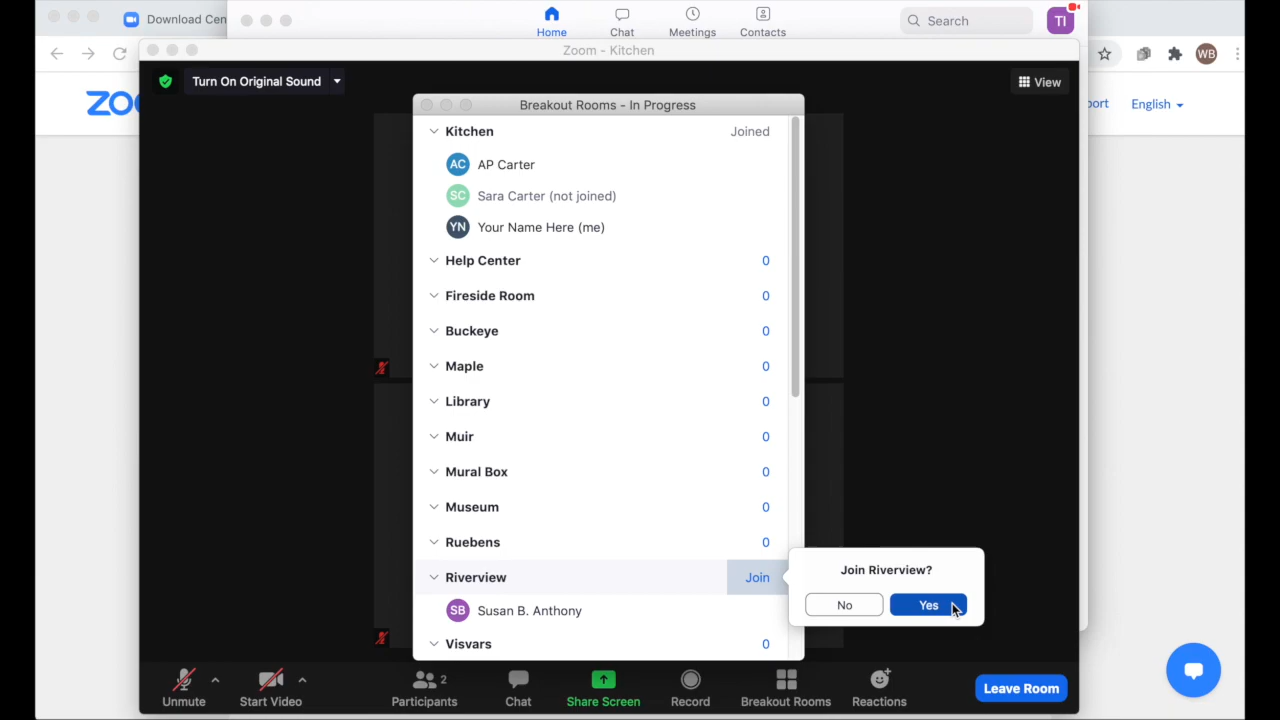 Download Cen
Home
Chat
Meetings
Contacts
Search
TI
Zoom - Kitchen
WB
Turn On Original Sound
View
ZOO
port
English
Breakout Rooms - In Progress
Kitchen Joined
AC AP Carter
SC Sara Carter (not joined)
YN Your Name Here (me)
Help Center 0
Fireside Room 0
Buckeye 0
Maple 0
Library 0
Muir 0
Mural Box 0
Museum 0
Ruebens 0
Riverview Join
SB Susan B. Anthony
Visvars 0
Join Riverview?
No Yes
Unmute
Start Video
Participants 2
Chat
Share Screen
Record
Breakout Rooms
Reactions
Leave Room